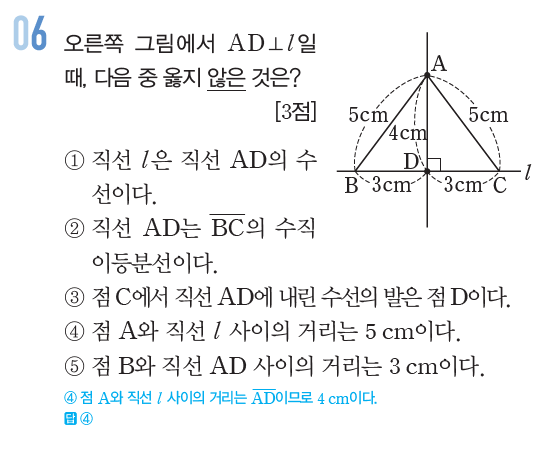 06
오른쪽 그림에서 AD⊥l일
때, 다음 중 옳지 않은 것은?
[3점]
① 직선 l은 직선 AD의 수
선이다.
② 직선 AD는 B̅C̅의 수직
이등분선이다.
③ 점 C에서 직선 AD에 내린 수선의 발은 점 D이다.
④ 점 A와 직선 l 사이의 거리는 5 cm이다.
⑤ 점 B와 직선 AD 사이의 거리는 3 cm이다.
④ 점 A와 직선 l 사이의 거리는 A̅D̅이므로 4 cm이다.
답 ④
A
5cm
5cm
4cm
D
l
B
3cm
3cm
C